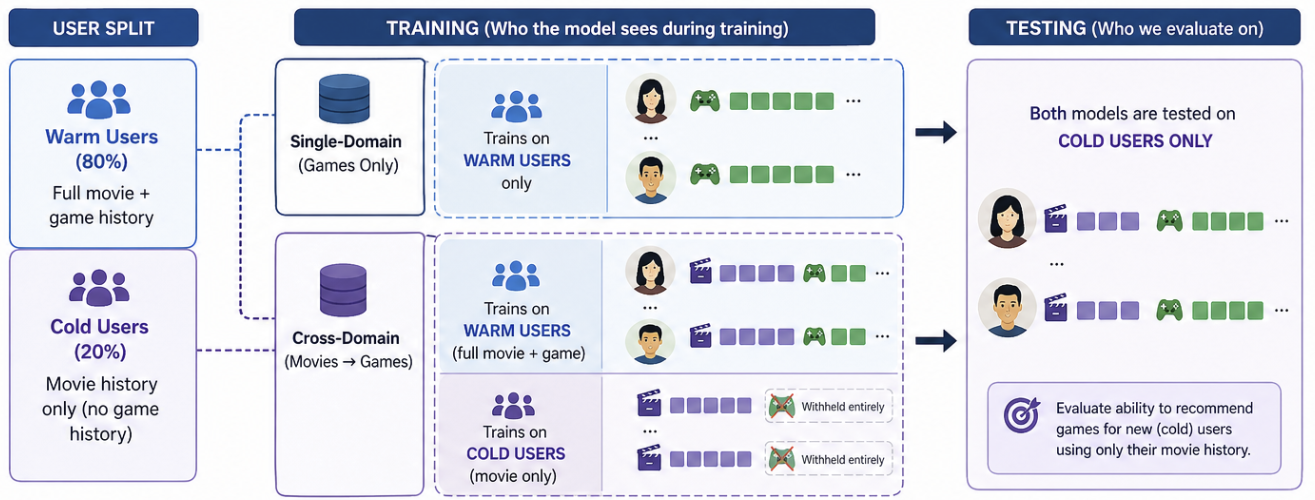 USER SPLIT
TRAINING (Who the model sees during training)
TESTING (Who we evaluate on)
Warm Users
(80%)
Full movie +
game history
Cold Users
(20%)
Movie history
only (no game
history)
Single-Domain
(Games Only)
Trains on
WARM USERS
only
...
...
...
Cross-Domain
(Movies → Games)
Trains on
WARM USERS
(full movie + game)
...
...
...
Trains on
COLD USERS
(movie only)
Withheld entirely
...
Withheld entirely
Both models are tested on
COLD USERS ONLY
...
...
...
Evaluate ability to recommend
games for new (cold) users
using only their movie history.